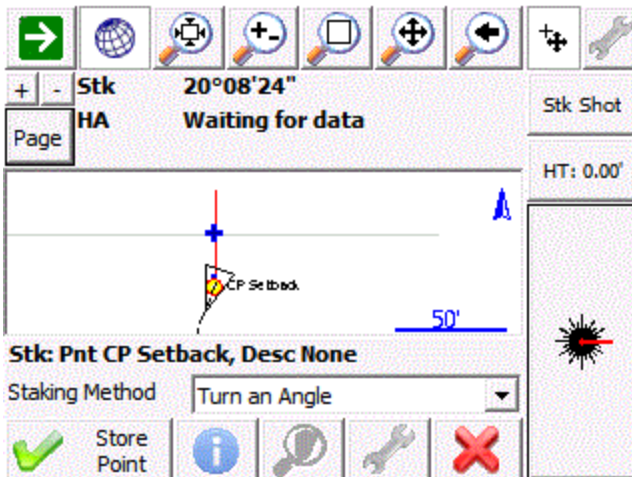 + - Stk 20°08'24"
Stk Shot
Page HA Waiting for data
HT: 0.00'
CP Setback
50'
Stk: Pnt CP Setback, Desc None
Staking Method Turn an Angle
Store
Point